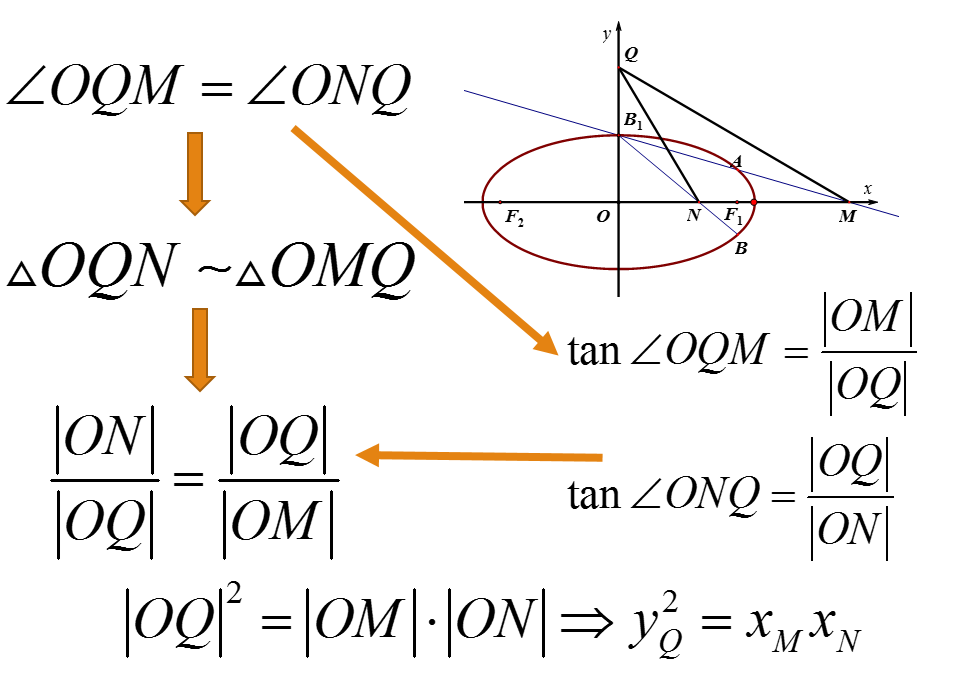 ∠OQM = ∠ONQ
△OQN ~ △OMQ
|ON| / |OQ| = |OQ| / |OM|
y
Q
B₁
A
x
F₂
O
N
F₁
M
B
tan ∠OQM = |OM| / |OQ|
tan ∠ONQ = |OQ| / |ON|
|OQ|² = |OM| · |ON| ⇒ y_Q² = x_M x_N